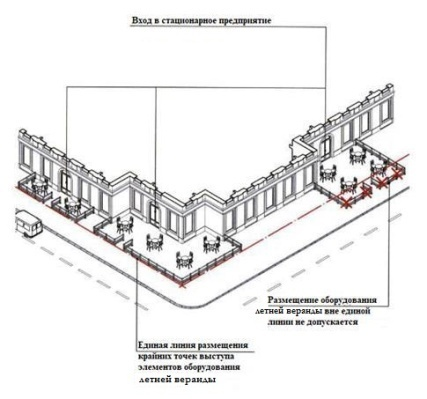 Вход в стационарное предприятие
Размещение оборудования
летней веранды вне единой
линии не допускается
Единая линия размещения
крайних точек выступа
элементов оборудования
летней веранды